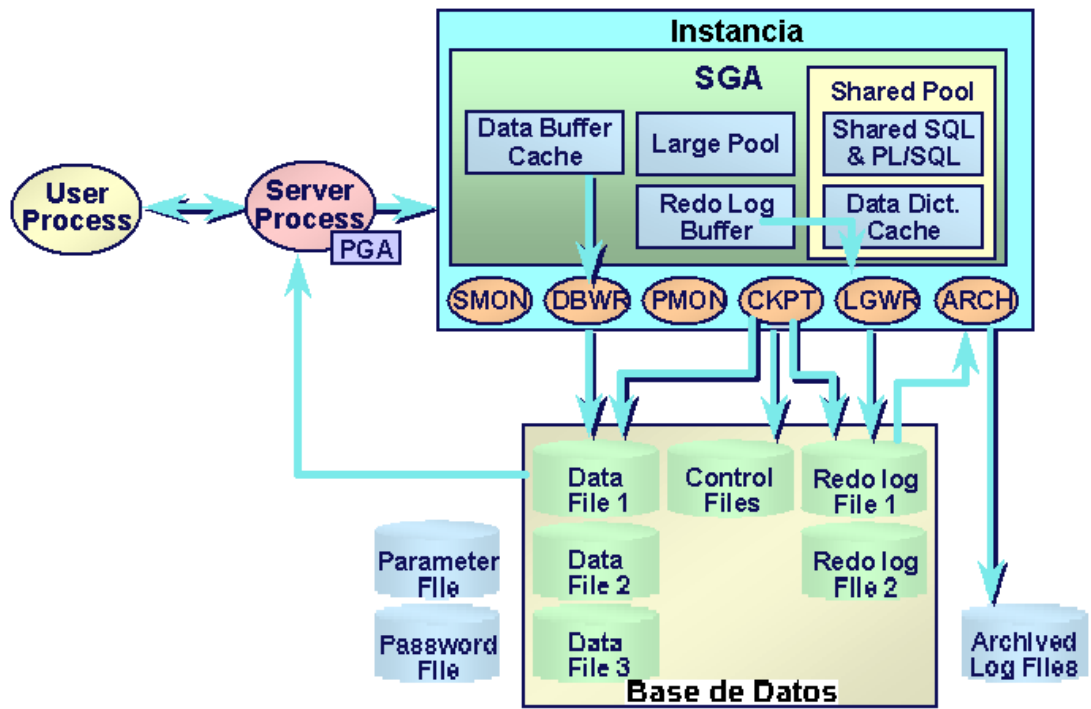 Instancia
SGA
Shared Pool
Data Buffer
Cache
Large Pool
Shared SQL
& PL/SQL
Redo Log
Buffer
Data Dict.
Cache
User
Process
Server
Process
PGA
SMON
DBWR
PMON
CKPT
LGWR
ARCH
Data
File 1
Control
Files
Redo log
File 1
Parameter
File
Data
File 2
Redo log
File 2
Password
File
Data
File 3
Archived
Log Files
Base de Datos